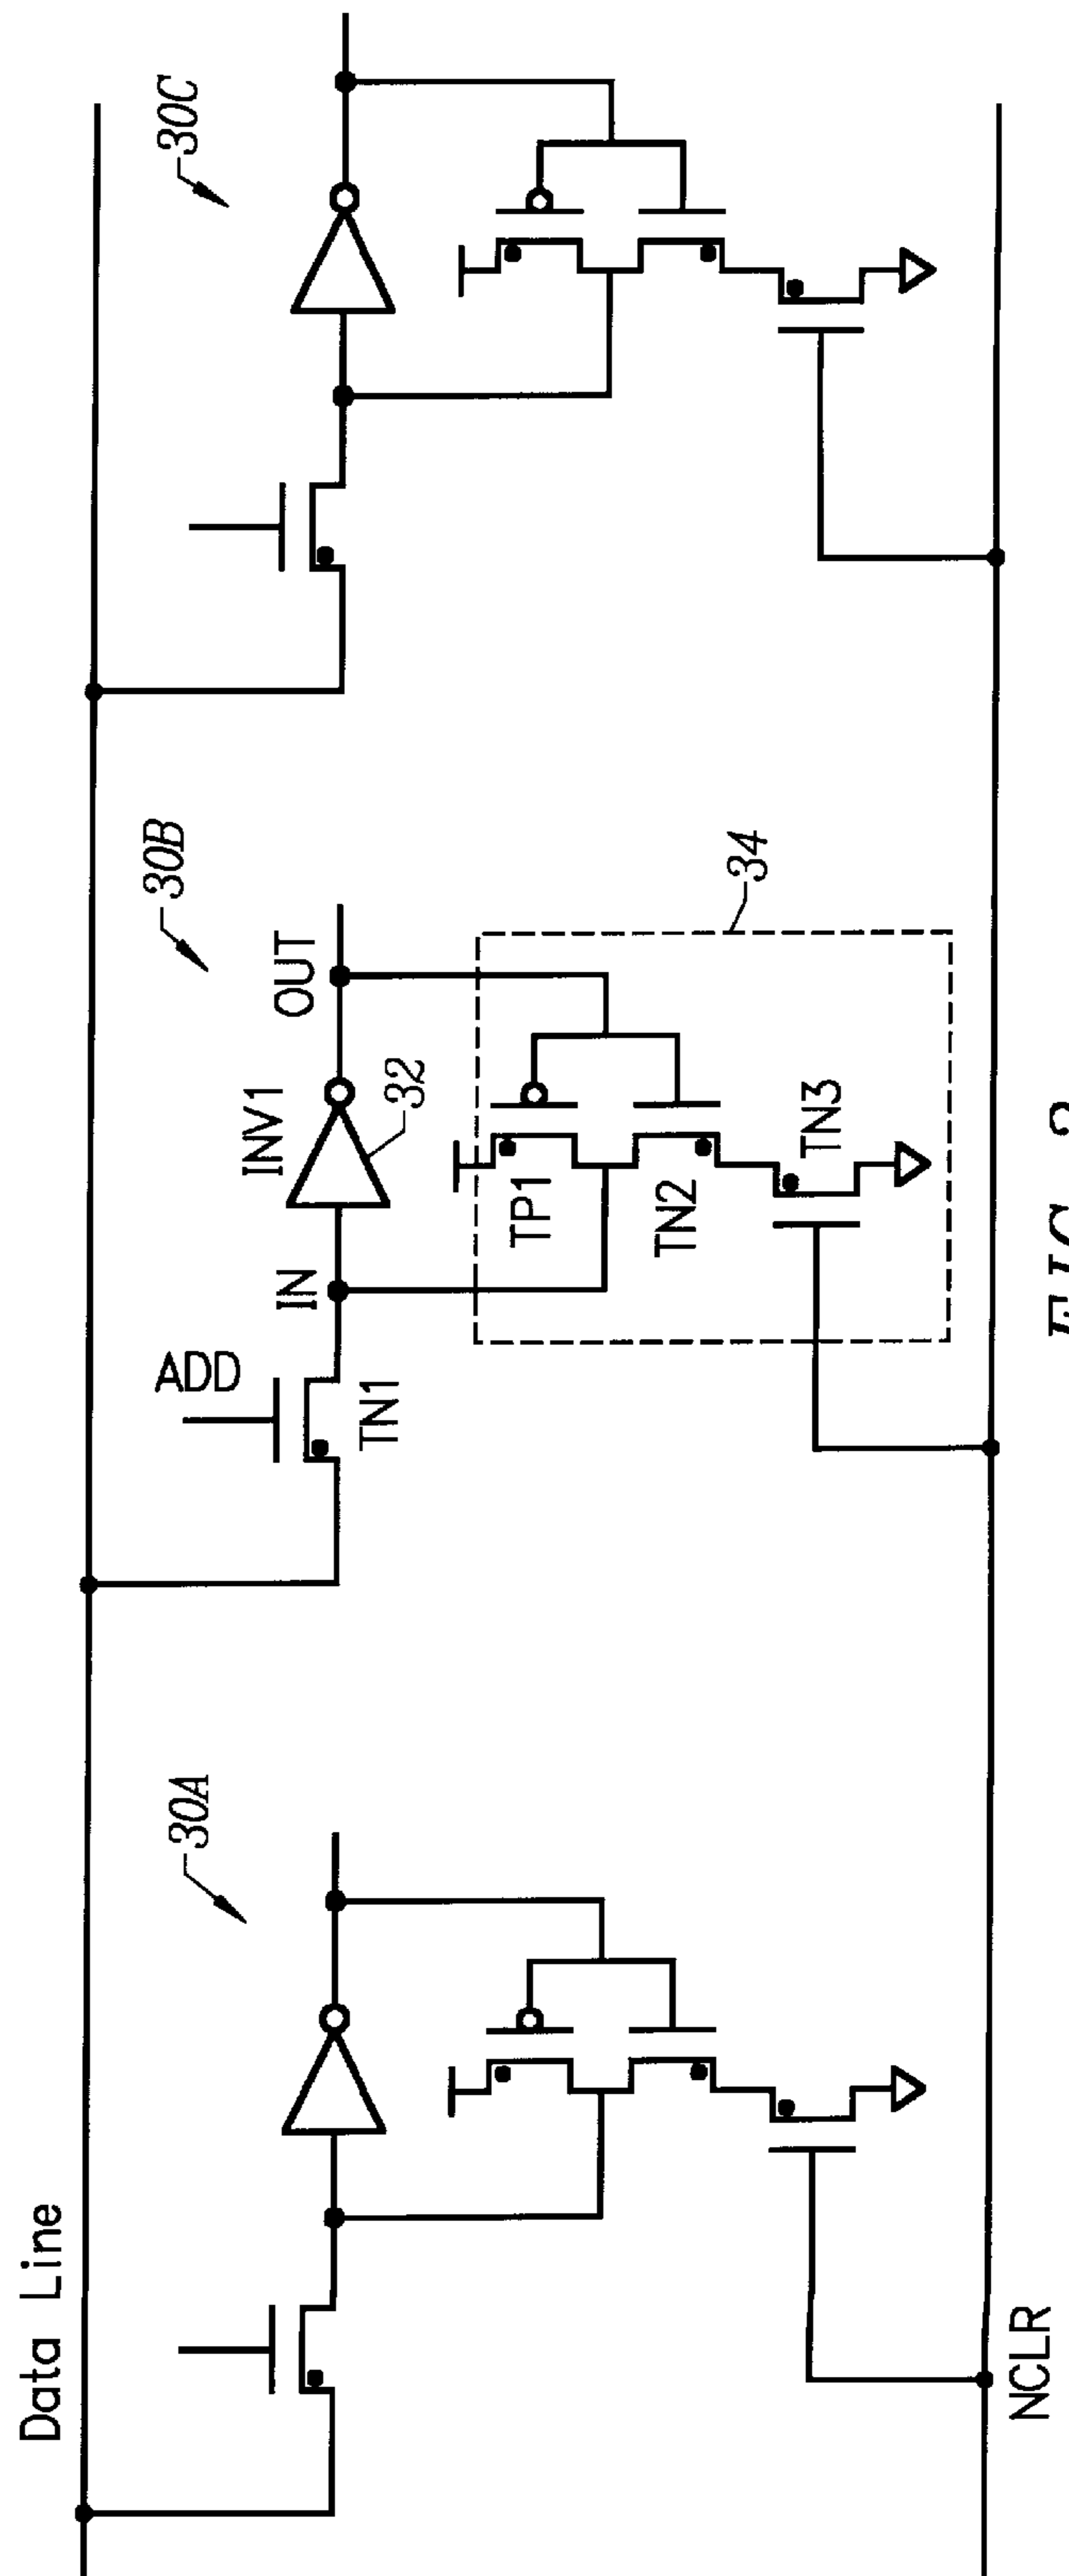 Data Line
30A
30B
30C
ADD
IN
INV1
OUT
TN1
32
34
TP1
TN2
TN3
NCLR